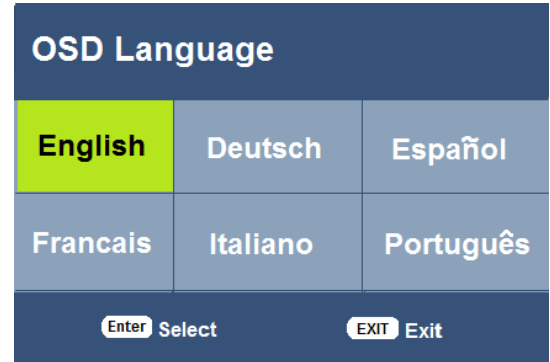 OSD Language
English Deutsch Español
Francais Italiano Português
Enter Select EXIT Exit